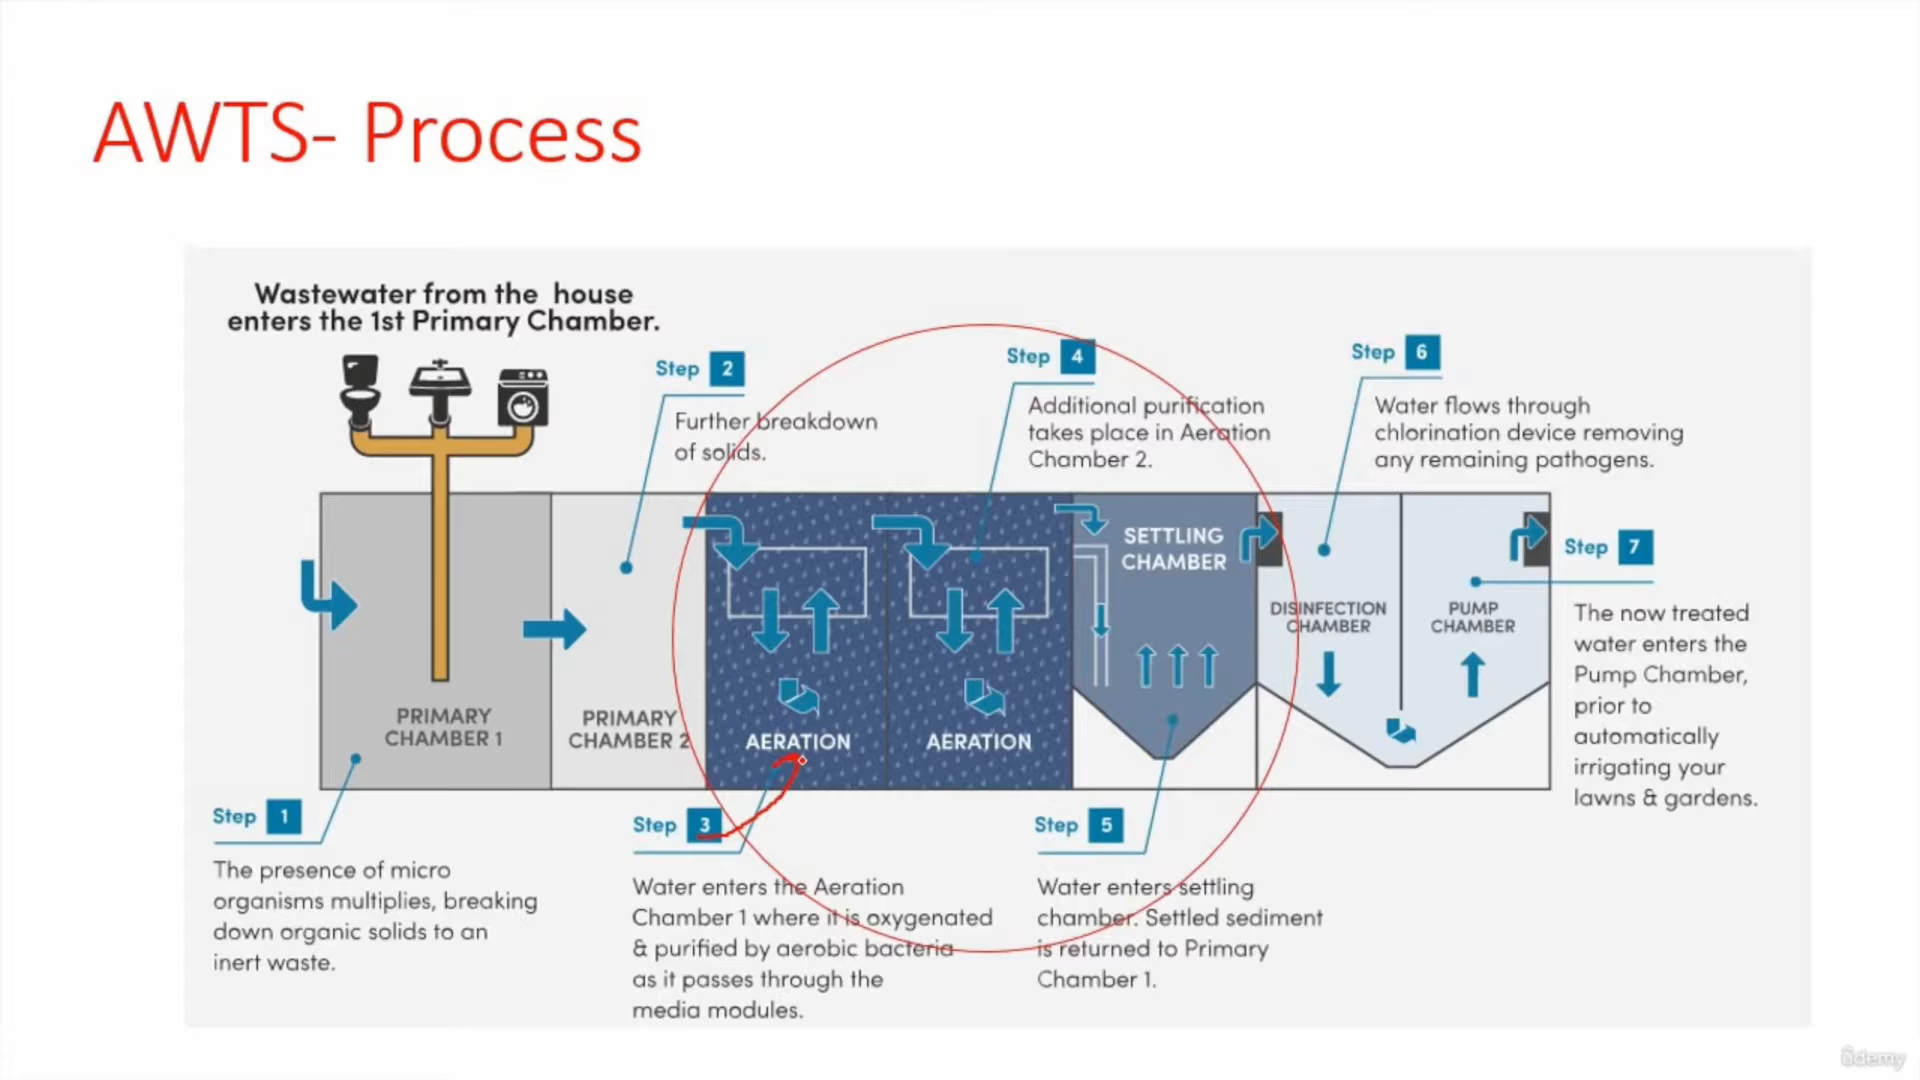 AWTS- Process
Wastewater from the house
enters the 1st Primary Chamber.
Step 2
Further breakdown
of solids.
Step 4
Additional purification
takes place in Aeration
Chamber 2.
Step 6
Water flows through
chlorination device removing
any remaining pathogens.
PRIMARY
CHAMBER 1
PRIMARY
CHAMBER 2
AERATION
AERATION
SETTLING
CHAMBER
DISINFECTION
CHAMBER
PUMP
CHAMBER
Step 7
The now treated
water enters the
Pump Chamber,
prior to
automatically
irrigating your
lawns & gardens.
Step 1
The presence of micro
organisms multiplies, breaking
down organic solids to an
inert waste.
Step 3
Water enters the Aeration
Chamber 1 where it is oxygenated
& purified by aerobic bacteria
as it passes through the
media modules.
Step 5
Water enters settling
chamber. Settled sediment
is returned to Primary
Chamber 1.
ûdemy